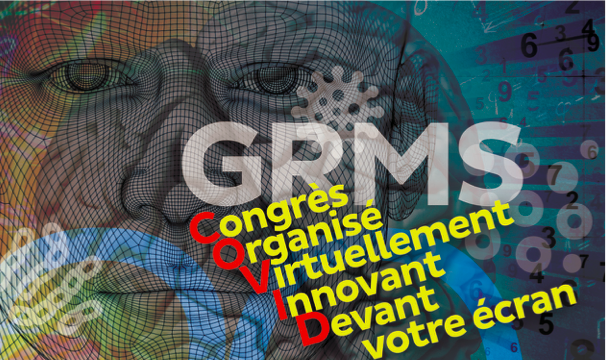 GRMS
Congrès
Organisé
Virtuellement
Innovant
Devant
votre écran